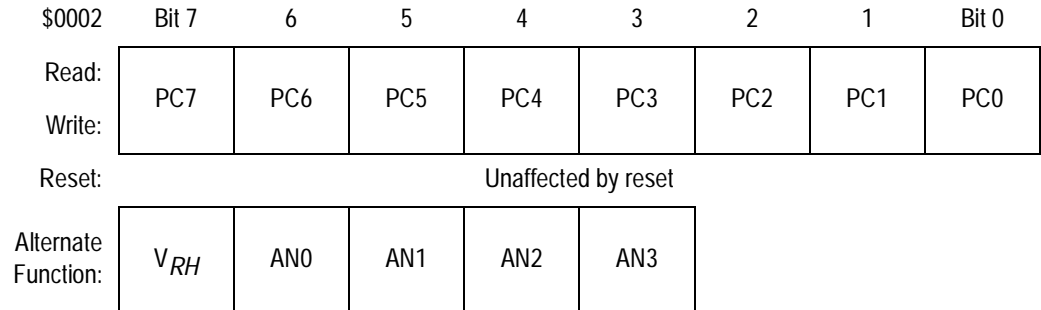 $0002 Bit 7 6 5 4 3 2 1 Bit 0
Read:
PC7 PC6 PC5 PC4 PC3 PC2 PC1 PC0
Write:
Reset: Unaffected by reset
Alternate
Function: VRH AN0 AN1 AN2 AN3